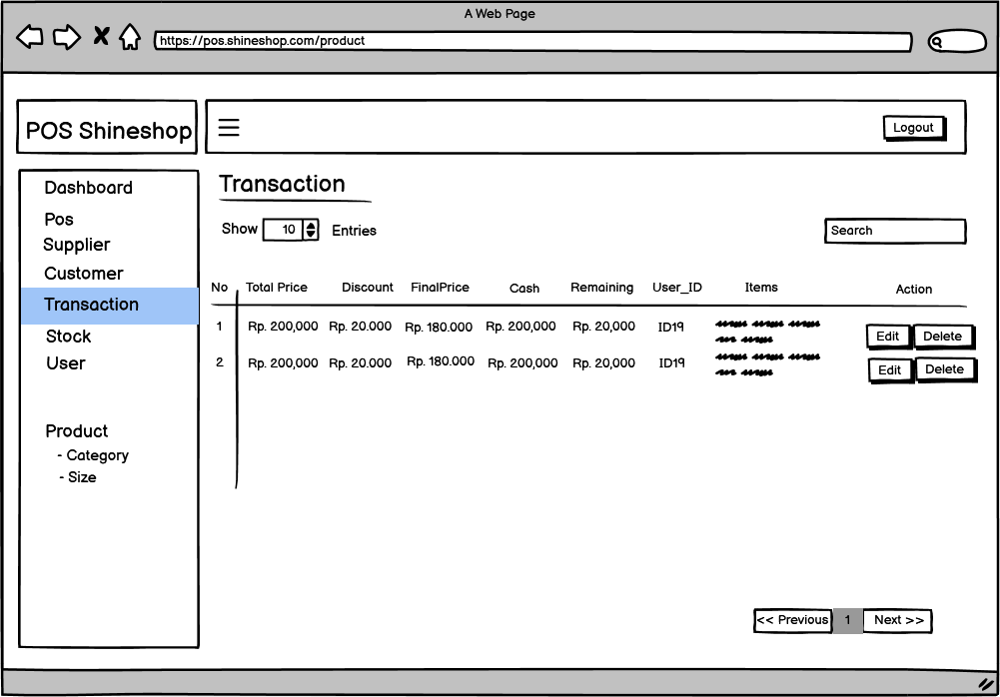 A Web Page
https://pos.shineshop.com/product
POS Shineshop
Logout
Dashboard
Pos
Supplier
Customer
Transaction
Stock
User
Product
- Category
- Size
Transaction
Show 10 Entries
Search
No Total Price Discount FinalPrice Cash Remaining User_ID Items Action
1 Rp. 200,000 Rp. 20.000 Rp. 180.000 Rp. 200,000 Rp. 20,000 ID19 Edit Delete
2 Rp. 200,000 Rp. 20.000 Rp. 180.000 Rp. 200,000 Rp. 20,000 ID19 Edit Delete
<< Previous 1 Next >>